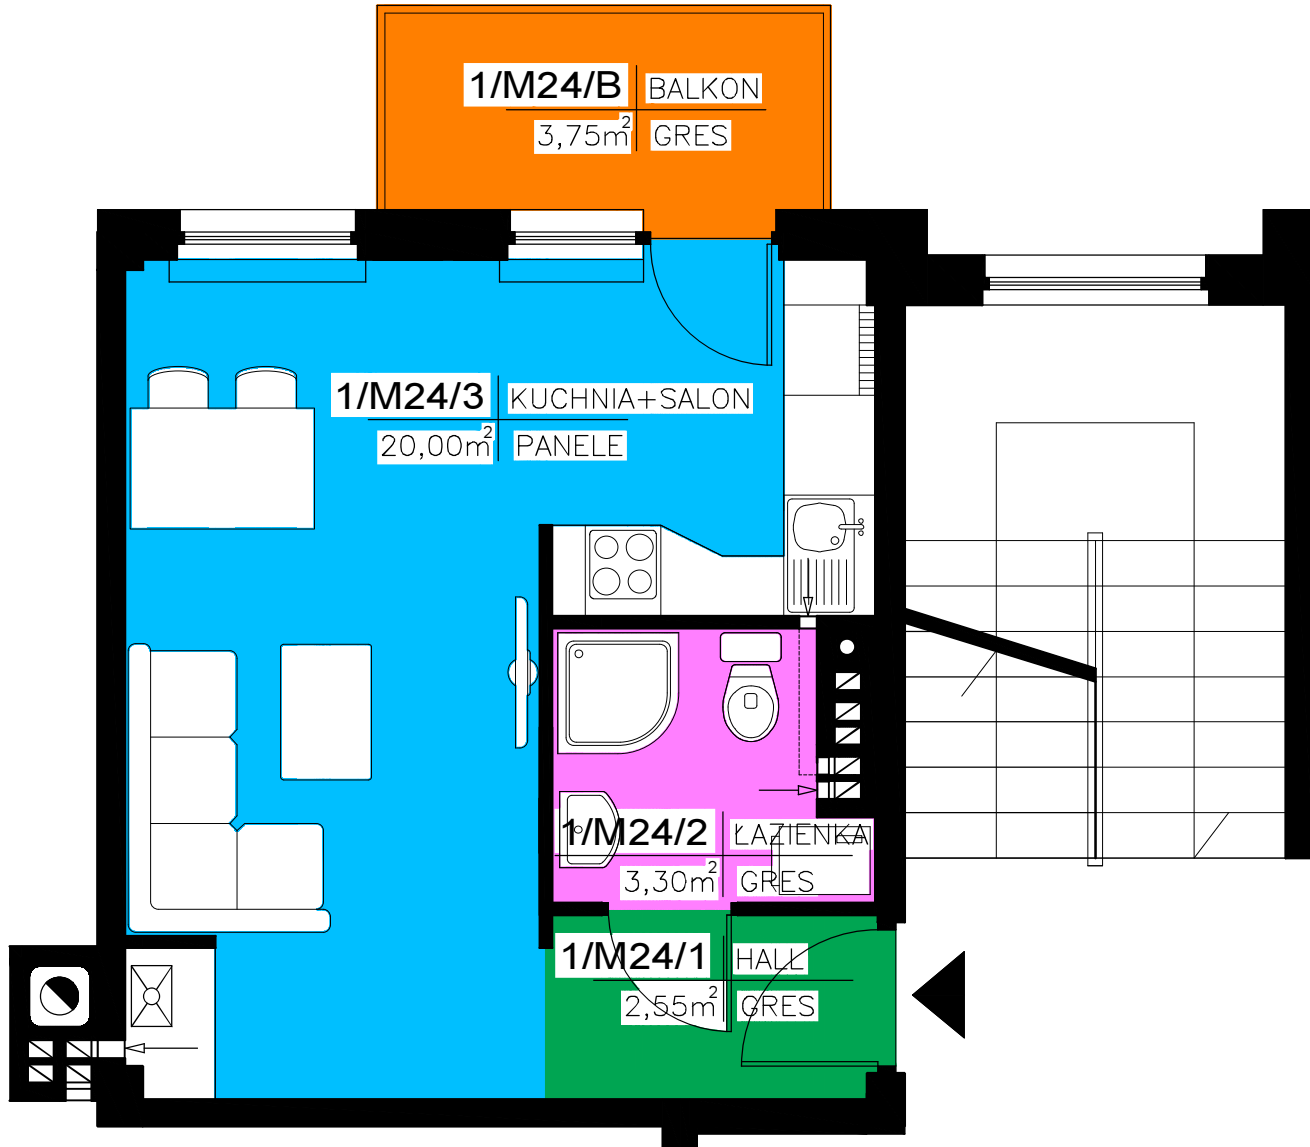 1/M24/B BALKON
3,75m² GRES
1/M24/3 KUCHNIA+SALON
20,00m² PANELE
1/M24/2 ŁAZIENKA
3,30m² GRES
1/M24/1 HALL
2,55m² GRES